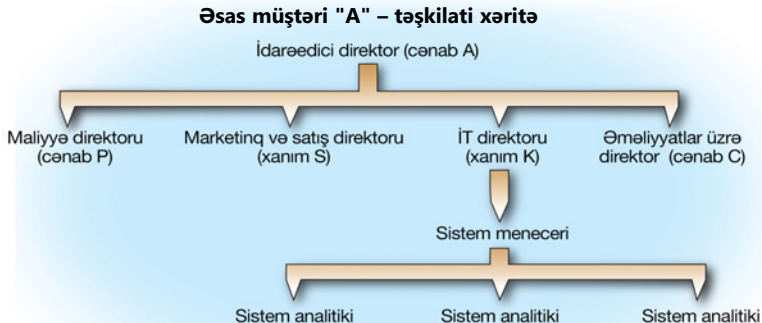 Əsas müştəri "A" – təşkilati xəritə
İdarəedici direktor (cənab A)
Maliyyə direktoru
(cənab P)
Marketinq və satış direktoru
(xanım S)
İT direktoru
(xanım K)
Əməliyyatlar üzrə
direktor (cənab C)
Sistem meneceri
Sistem analitiki
Sistem analitiki
Sistem analitiki